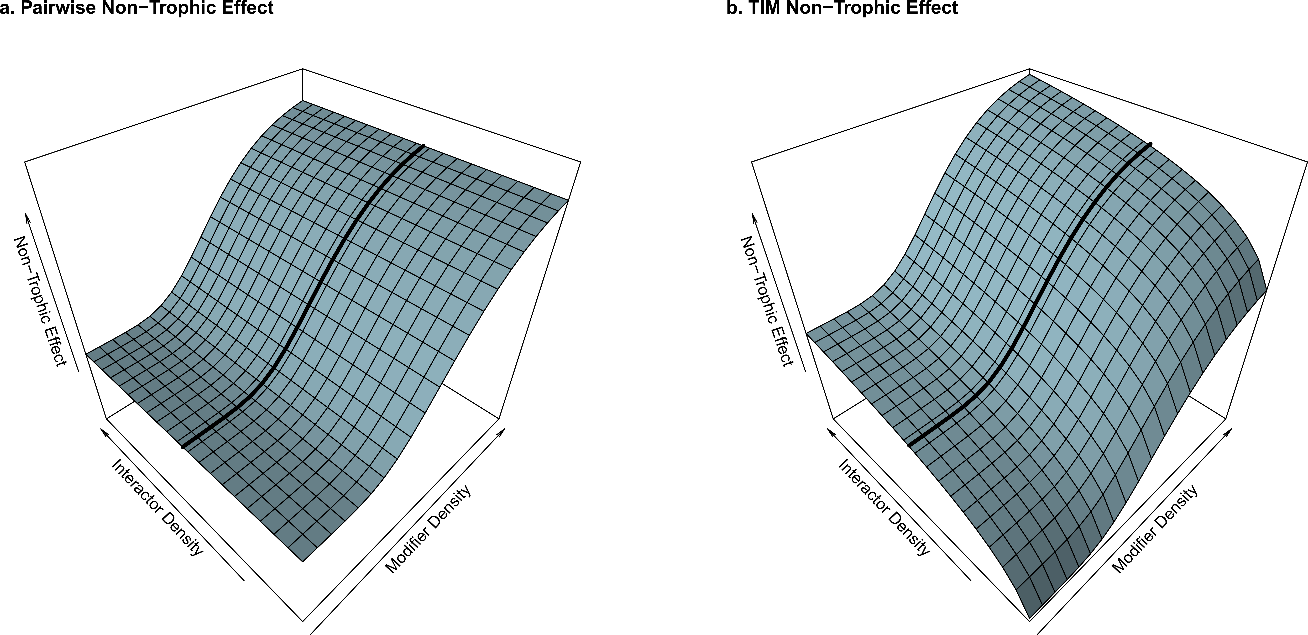 a. Pairwise Non−Trophic Effect
Non−Trophic Effect
Interactor Density
Modifier Density
b. TIM Non−Trophic Effect
Non−Trophic Effect
Interactor Density
Modifier Density